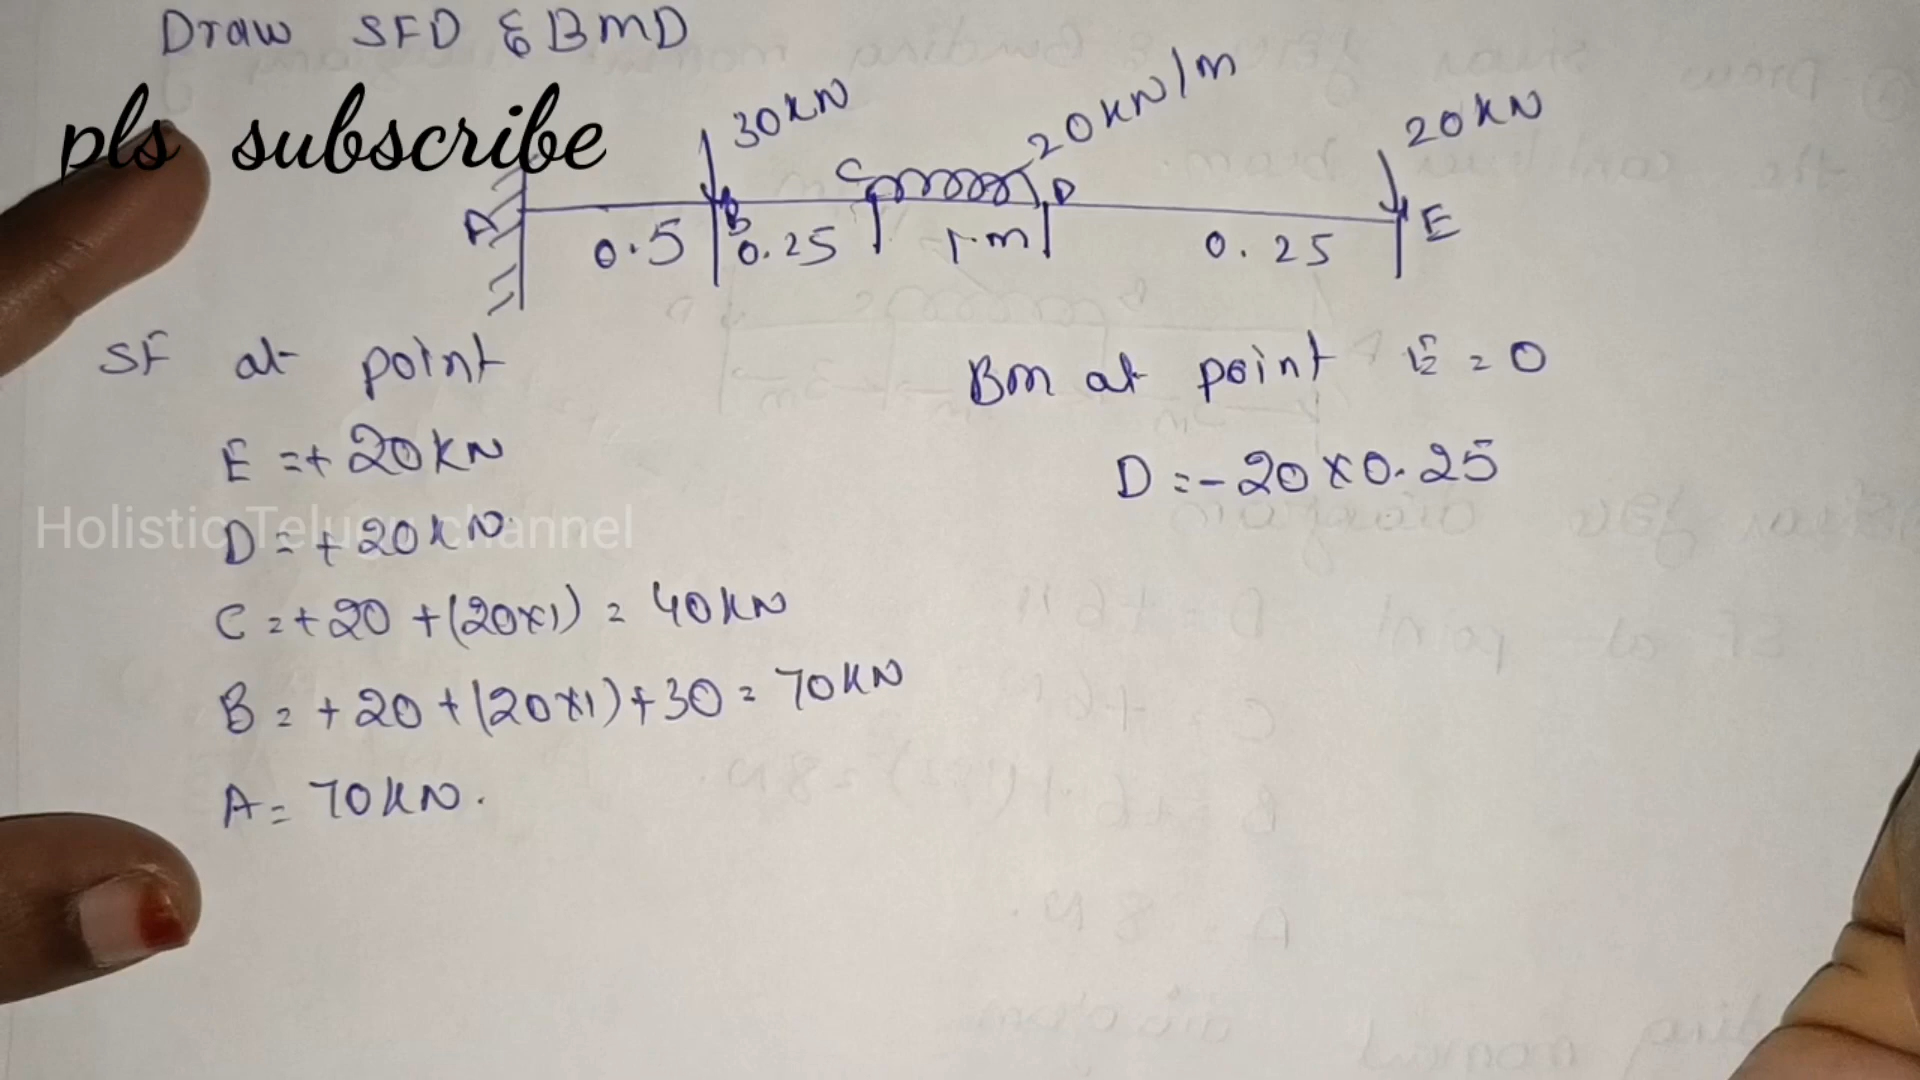 Draw SFD & BMD
pls subscribe
30KN
20KN/m
20KN
A
B
C
D
E
0.5
0.25
1m
0.25
SF at point
E = + 20KN
Holistic Telugu channel
D = + 20KN.
C = + 20 + (20×1) = 40KN
B = + 20 + (20×1) + 30 = 70KN
A = 70KN.
Bm at point E = 0
D = - 20 × 0.25